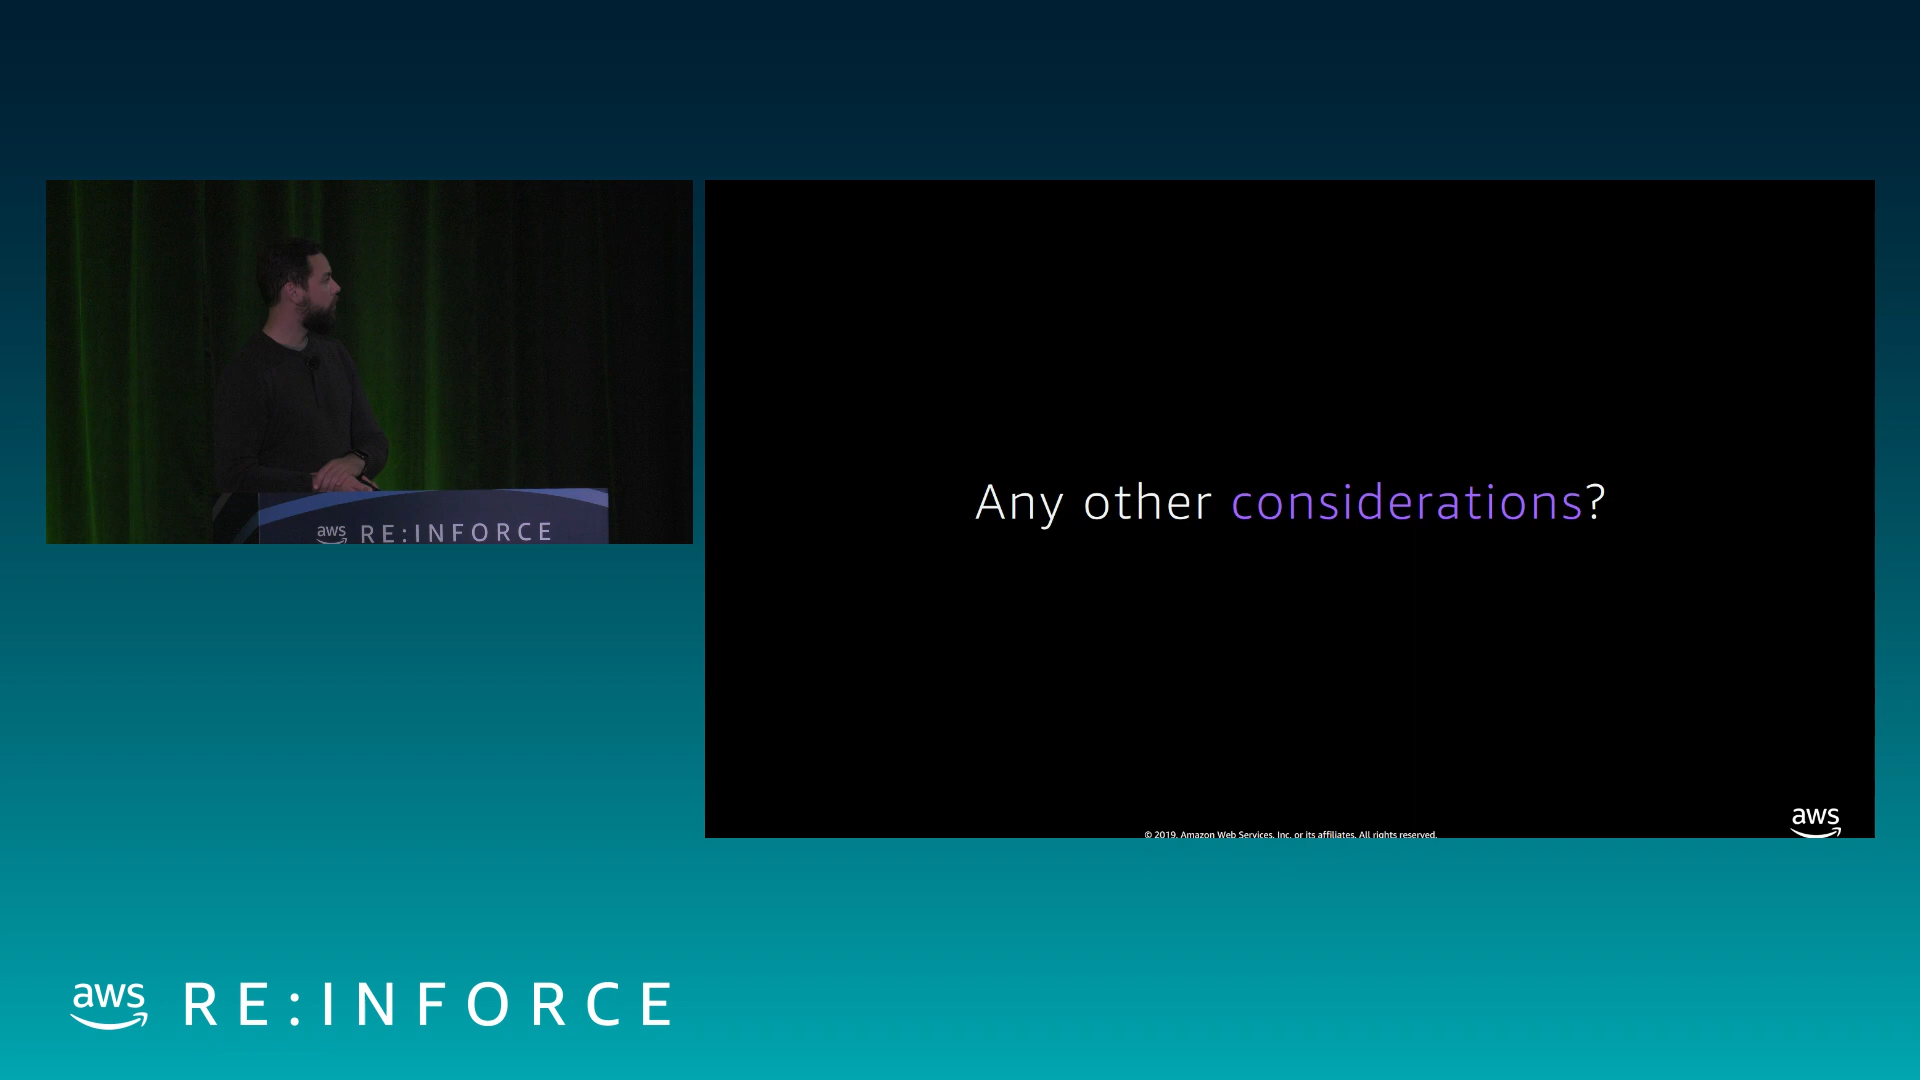 aws RE:INFORCE
Any other considerations?
© 2019, Amazon Web Services, Inc. or its affiliates. All rights reserved.
aws
aws RE:INFORCE